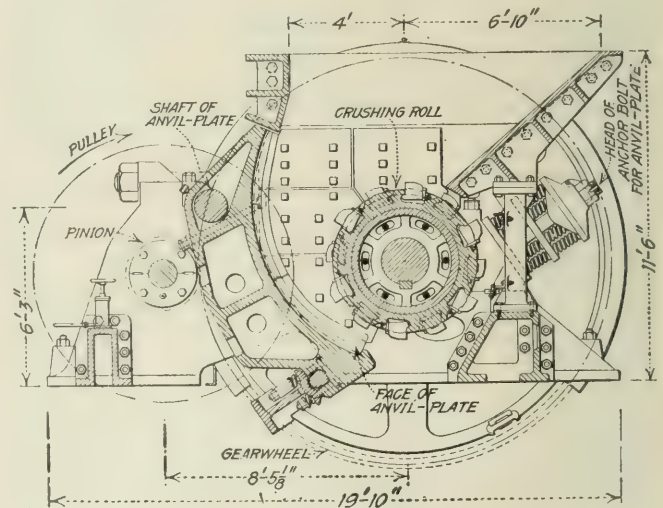 4'
6'-10"
SHAFT OF
ANVIL-PLATE
CRUSHING ROLL
HEAD OF
ANCHOR BOLT
FOR ANVIL-PLATE
PULLEY
PINION
11'-6"
6'-3"
FACE OF
ANVIL-PLATE
GEARWHEEL
8'-5⅛"
19'-10"